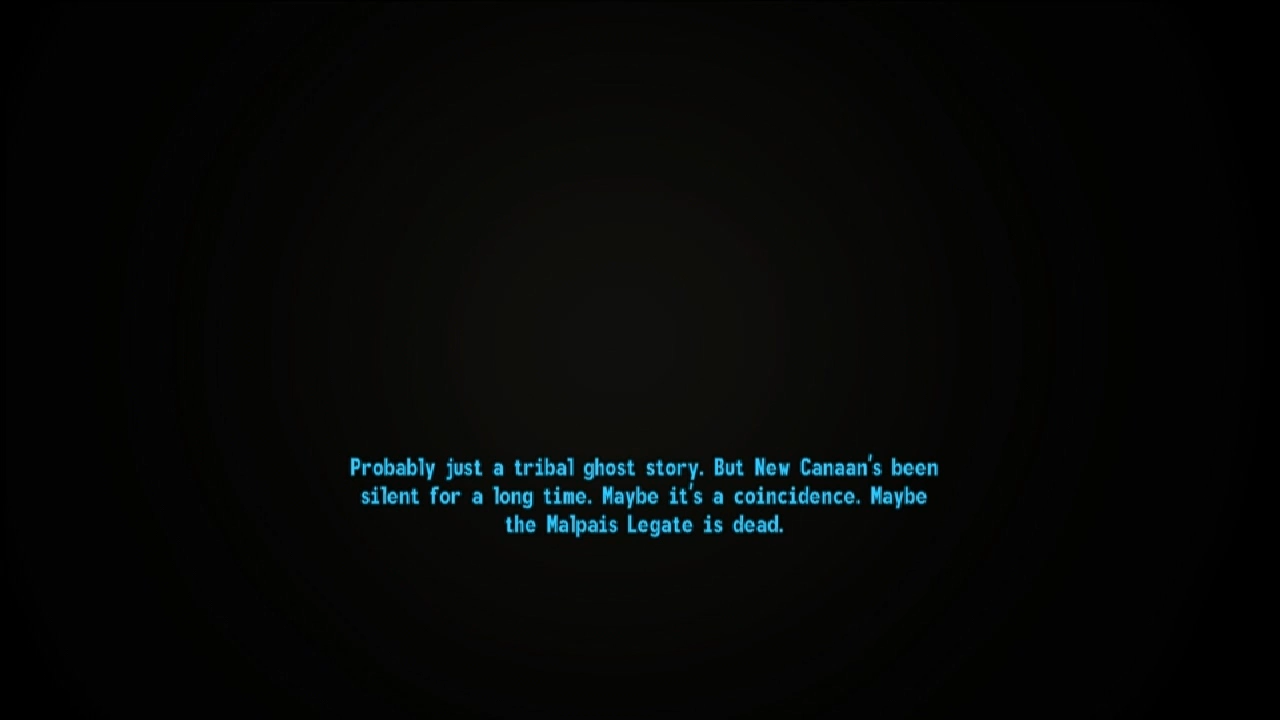 Probably just a tribal ghost story. But New Canaan's been
silent for a long time. Maybe it's a coincidence. Maybe
the Malpais Legate is dead.